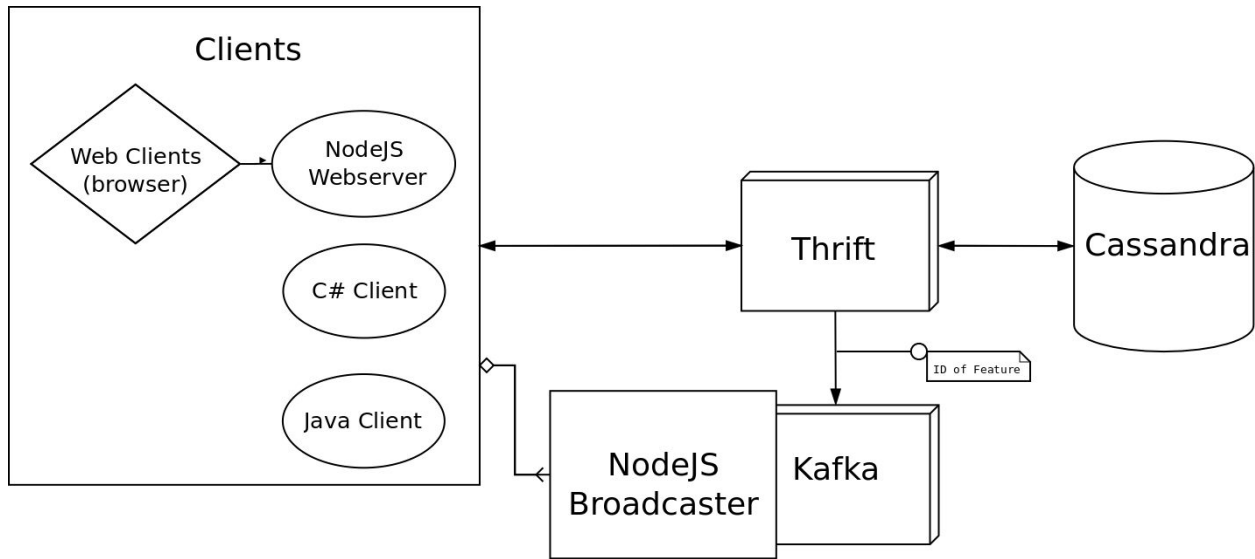 Clients
Web Clients
(browser)
NodeJS
Webserver
C# Client
Java Client
Thrift
Cassandra
ID of Feature
NodeJS
Broadcaster
Kafka